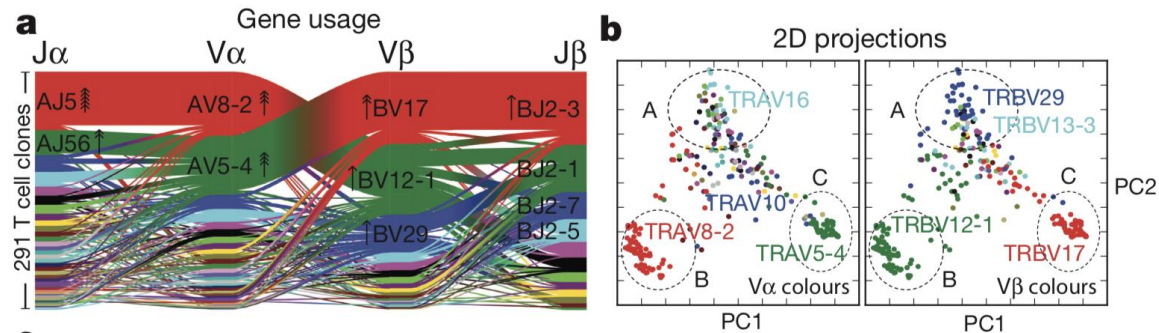 a
Gene usage
Jα Vα Vβ Jβ
291 T cell clones
AJ5
AJ56
AV8-2
AV5-4
↑BV17
↑BV12-1
↑BV29
↑BJ2-3
BJ2-1
BJ2-7
BJ2-5
b
2D projections
A
TRAV16
TRAV10
TRAV8-2
B
C
TRAV5-4
Vα colours
PC1
A
TRBV29
TRBV13-3
TRBV12-1
B
C
TRBV17
Vβ colours
PC1
PC2